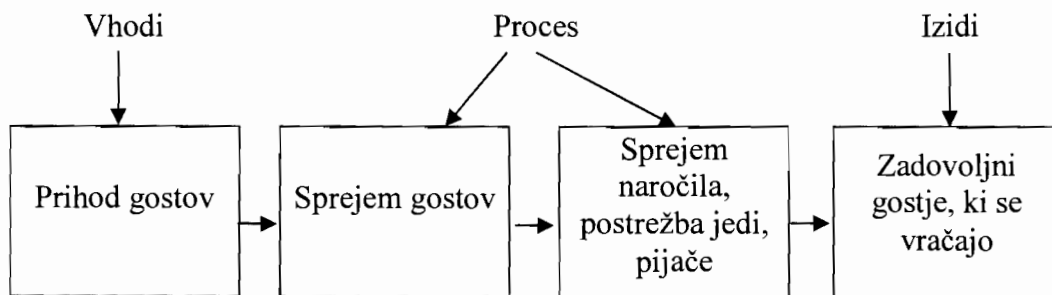 Vhodi
Proces
Izidi
Prihod gostov
Sprejem gostov
Sprejem
naročila,
postrežba jedi,
pijače
Zadovoljni
gostje, ki se
vračajo